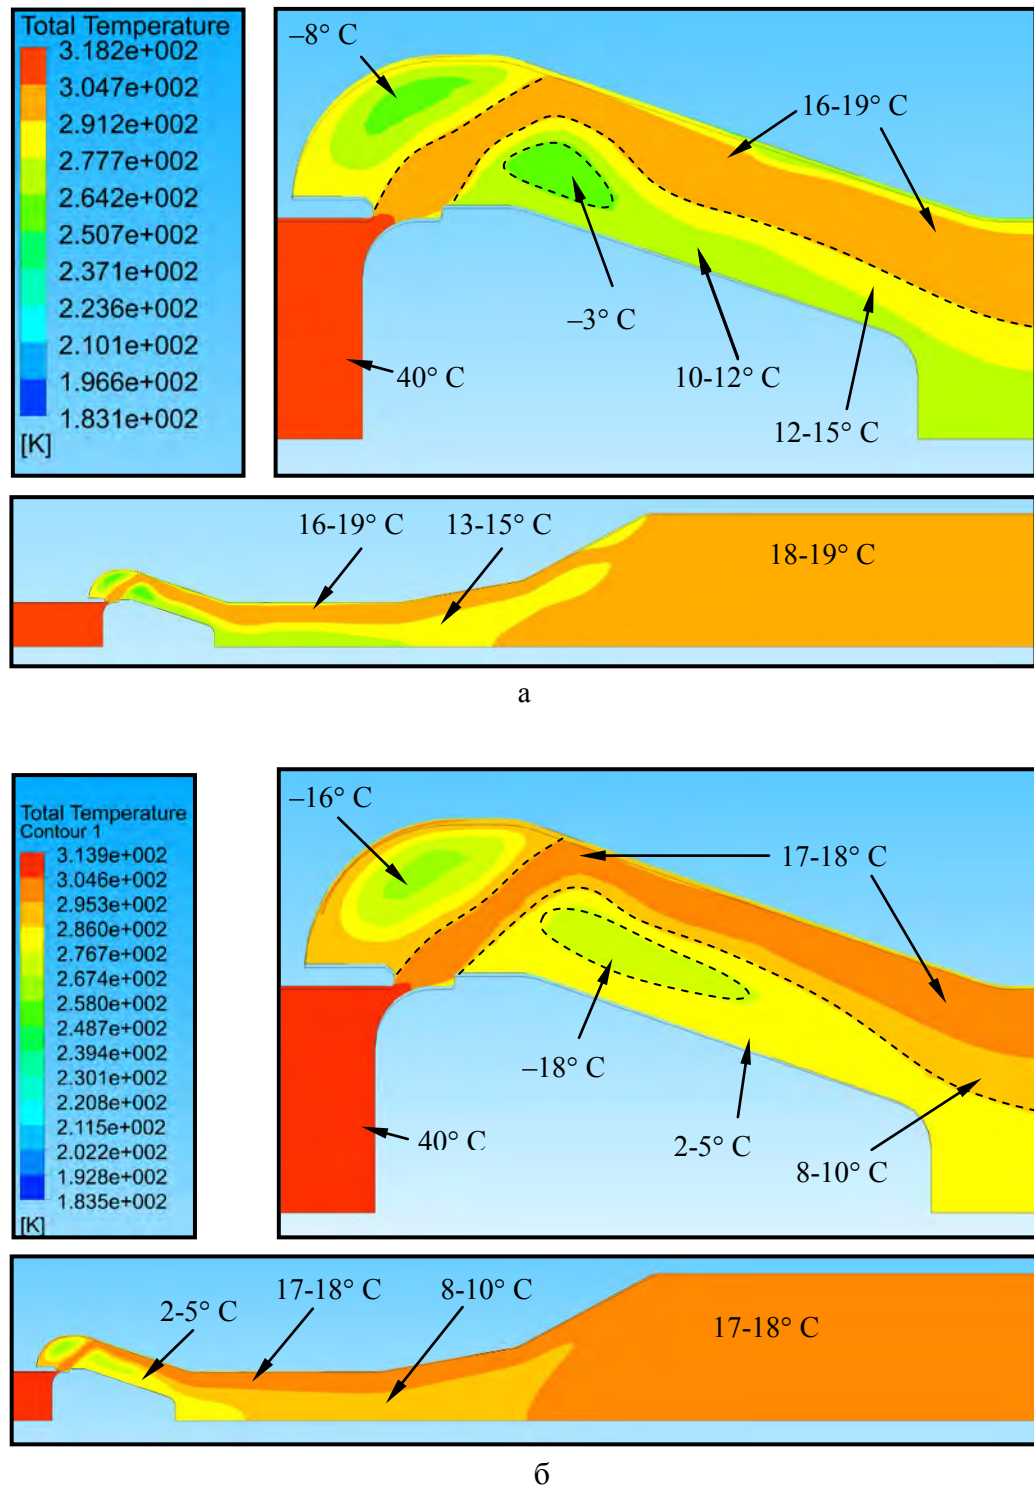 Total Temperature
3.182e+002
3.047e+002
2.912e+002
2.777e+002
2.642e+002
2.507e+002
2.371e+002
2.236e+002
2.101e+002
1.966e+002
1.831e+002
[K]
–8° C
16-19° C
–3° C
40° C
10-12° C
12-15° C
16-19° C
13-15° C
18-19° C
а
Total Temperature
Contour 1
3.139e+002
3.046e+002
2.953e+002
2.860e+002
2.767e+002
2.674e+002
2.580e+002
2.487e+002
2.394e+002
2.301e+002
2.208e+002
2.115e+002
2.022e+002
1.928e+002
1.835e+002
[K]
–16° C
17-18° C
–18° C
40° C
2-5° C
8-10° C
2-5° C
17-18° C
8-10° C
17-18° C
б